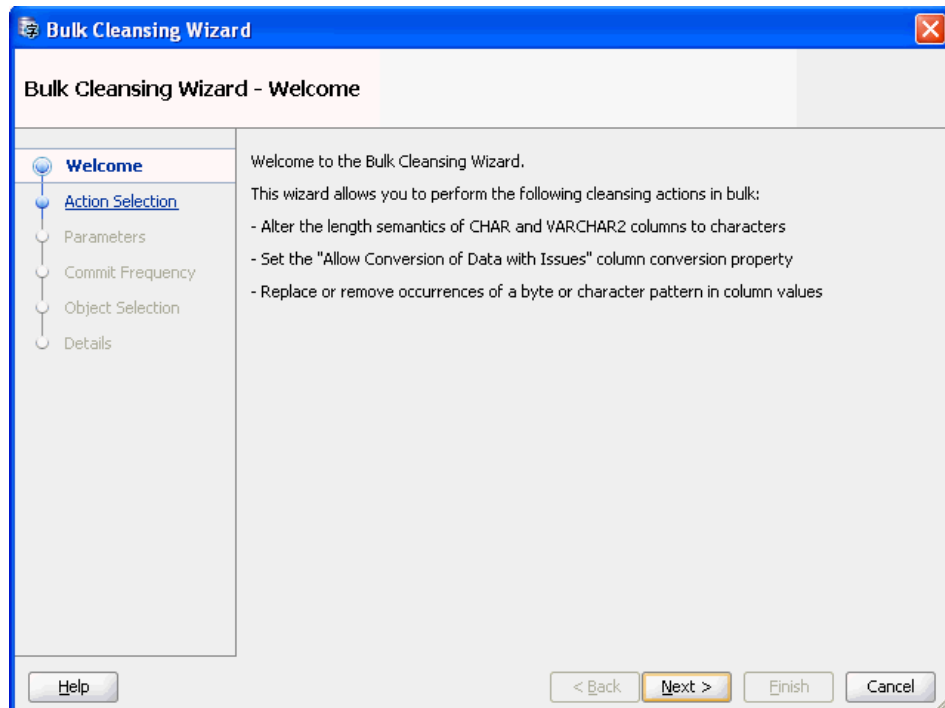 Bulk Cleansing Wizard
Bulk Cleansing Wizard - Welcome
Welcome
Action Selection
Parameters
Commit Frequency
Object Selection
Details
Welcome to the Bulk Cleansing Wizard.
This wizard allows you to perform the following cleansing actions in bulk:
- Alter the length semantics of CHAR and VARCHAR2 columns to characters
- Set the "Allow Conversion of Data with Issues" column conversion property
- Replace or remove occurrences of a byte or character pattern in column values
Help
< Back
Next >
Finish
Cancel